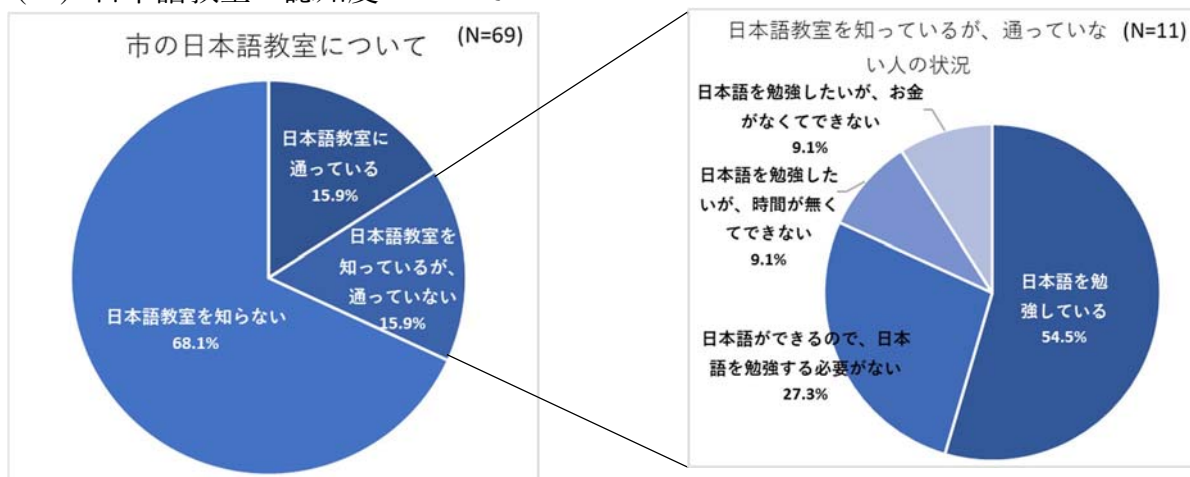 市の日本語教室について
(N=69)
日本語教室に
通っている
15.9%
日本語教室を
知っているが、
通っていない
15.9%
日本語教室を知らない
68.1%
日本語教室を知っているが、通っていな
い人の状況
(N=11)
日本語を勉強したいが、お金
がなくてできない
9.1%
日本語を勉強した
いが、時間が無く
てできない
9.1%
日本語ができるので、日本
語を勉強する必要がない
27.3%
日本語を勉
強している
54.5%